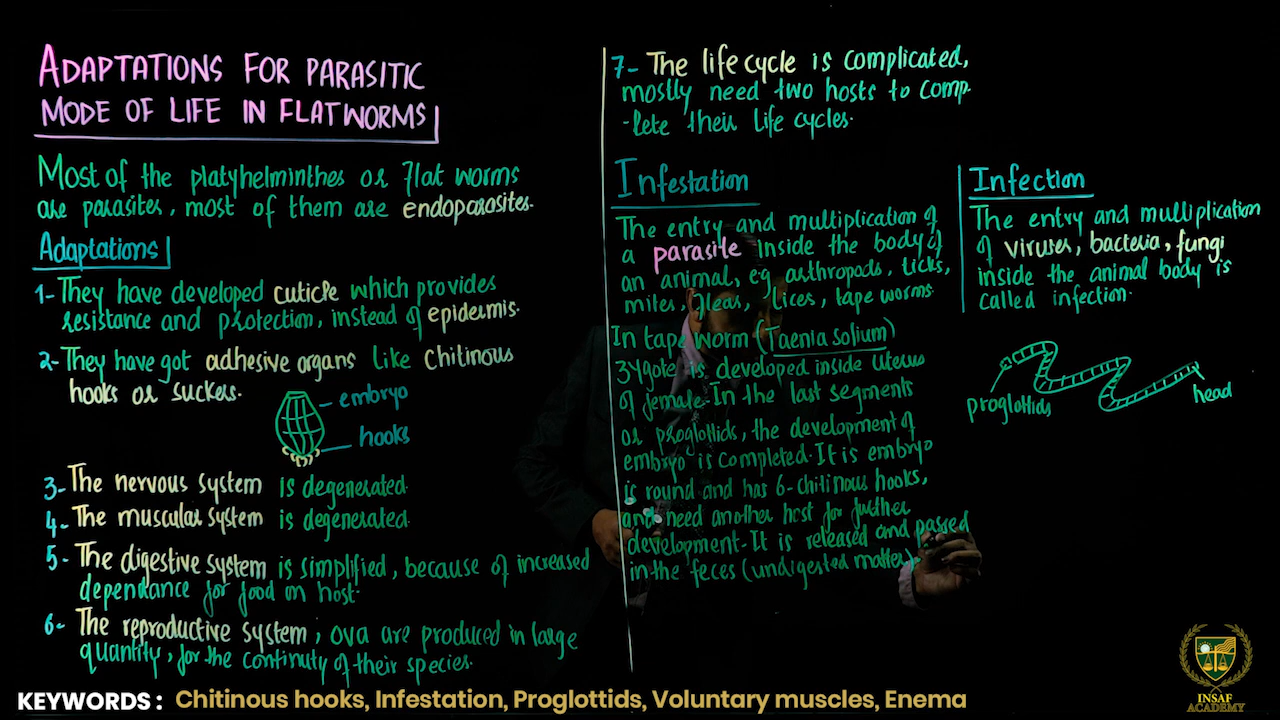 ADAPTATIONS FOR PARASITIC
MODE OF LIFE IN FLATWORMS
Most of the platyhelminthes or flat worms
are parasites, most of them are endoparasites.
Adaptations
1- They have developed cuticle which provides
resistance and protection, instead of epidermis.
2- They have got adhesive organs like chitinous
hooks or suckers.
embryo
hooks
3- The nervous system is degenerated.
4- The muscular system is degenerated.
5- The digestive system is simplified, because of increased
dependance for food on host.
6- The reproductive system; ova are produced in large
quantity, for the continuity of their species.
7- The life cycle is complicated,
mostly need two hosts to comp-
-lete their life cycles.
Infestation
The entry and multiplication of
a parasite inside the body of
an animal, eg arthropods, ticks,
mites, fleas, lices, tape worms.
In tape worm (Taenia solium)
zygote is developed inside uterus
of female. In the last segments
or proglottids, the development of
embryo is completed. It is embryo
is round and has 6-chitinous hooks,
and need another host for further
development. It is released and passed
in the feces (undigested matter).
Infection
The entry and multiplication
of viruses, bacteria, fungi
inside the animal body is
called infection.
proglottids
head
KEYWORDS : Chitinous hooks, Infestation, Proglottids, Voluntary muscles, Enema
INSAF
ACADEMY